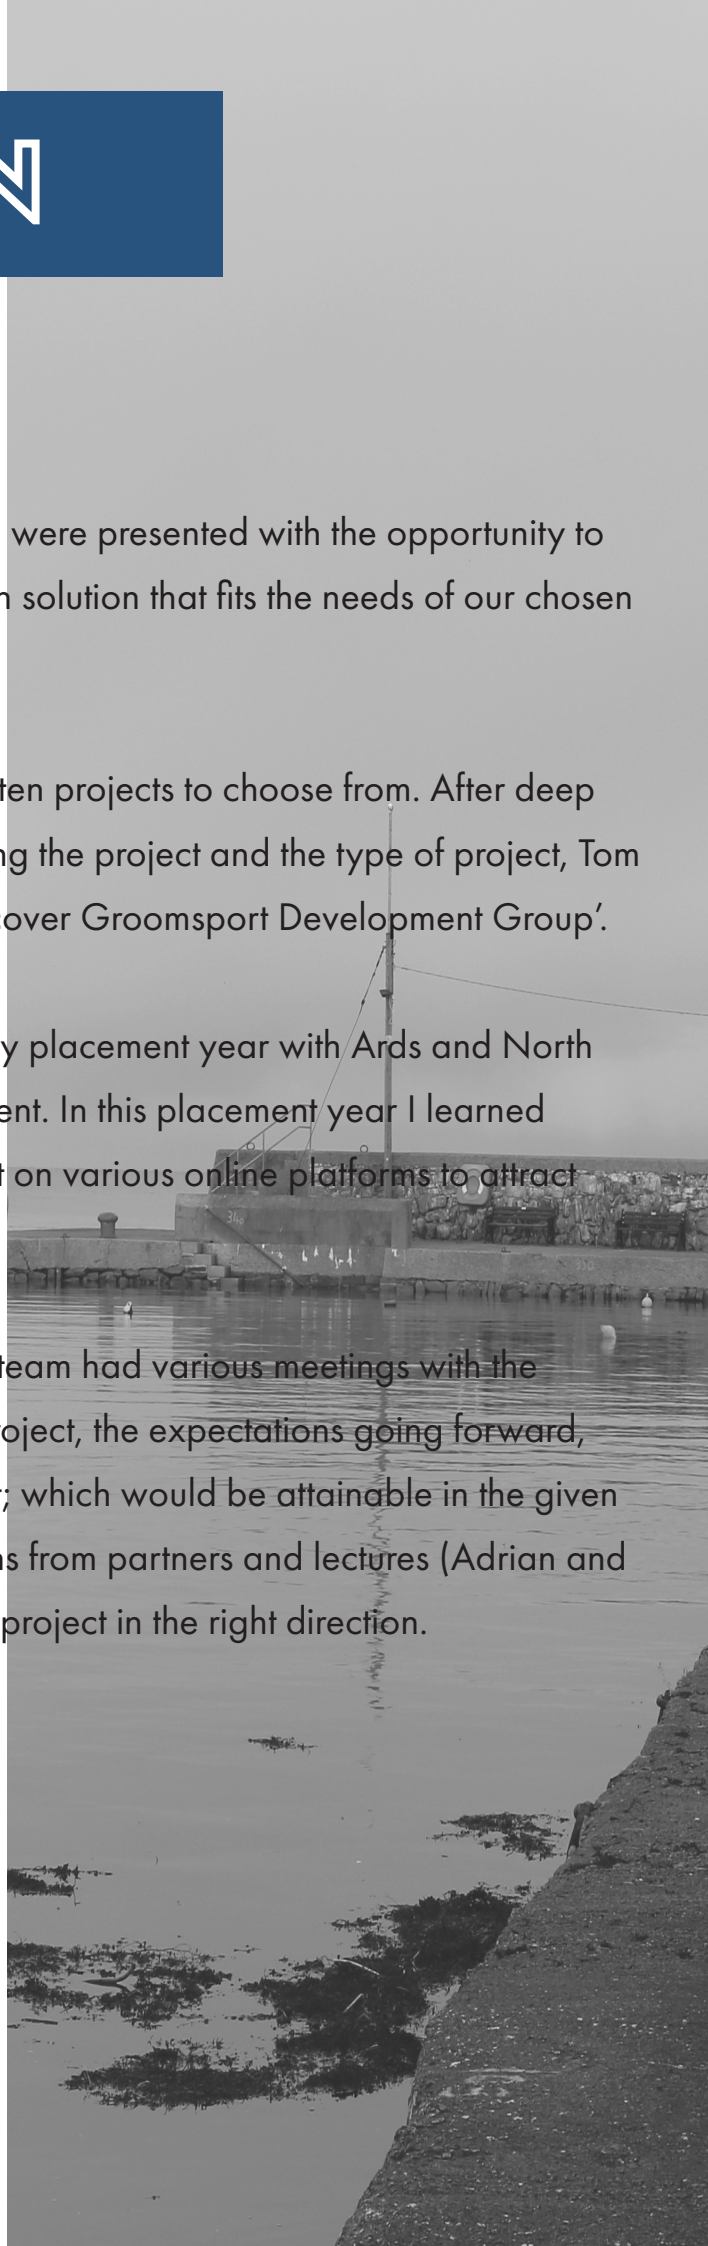 N
were presented with the opportunity to
solution that fits the needs of our chosen
ten projects to choose from. After deep
ng the project and the type of project, Tom
cover Groomsport Development Group’.
y placement year with Ards and North
ent. In this placement year I learned
t on various online platforms to attract
team had various meetings with the
oject, the expectations going forward,
; which would be attainable in the given
ns from partners and lectures (Adrian and
project in the right direction.